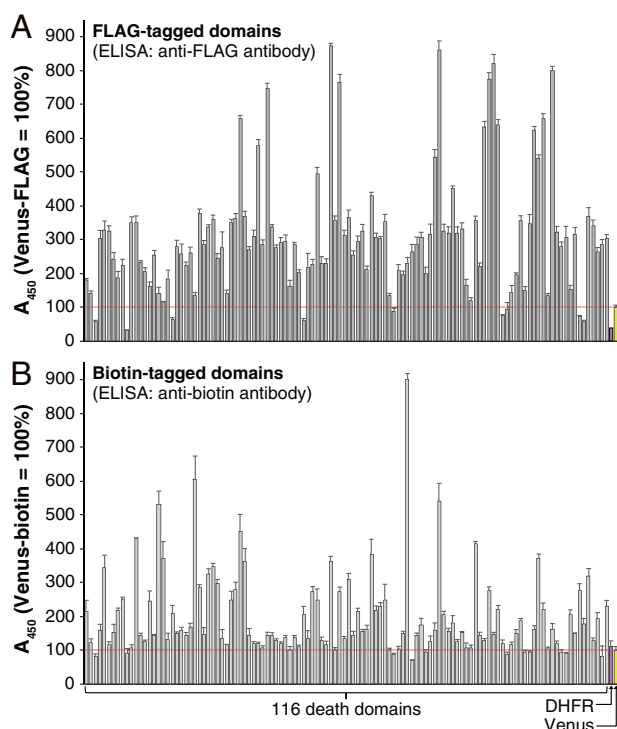 A
FLAG-tagged domains
(ELISA: anti-FLAG antibody)
A450 (Venus-FLAG = 100%)
900
800
700
600
500
400
300
200
100
0
B
Biotin-tagged domains
(ELISA: anti-biotin antibody)
A450 (Venus-biotin = 100%)
900
800
700
600
500
400
300
200
100
0
116 death domains
DHFR
Venus